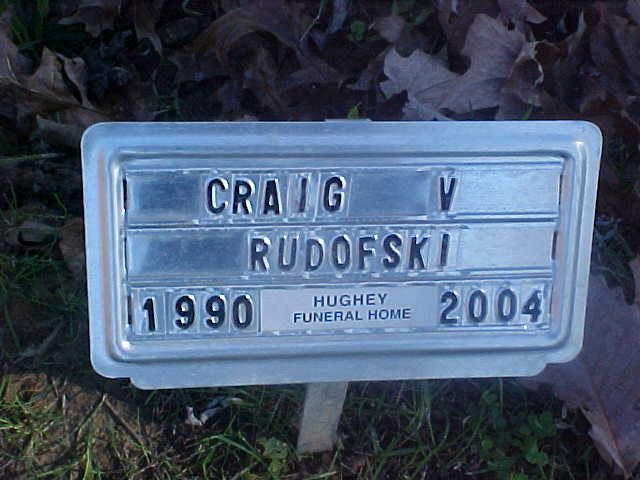 CRAIG V
RUDOFSKI
1990 HUGHEY FUNERAL HOME 2004